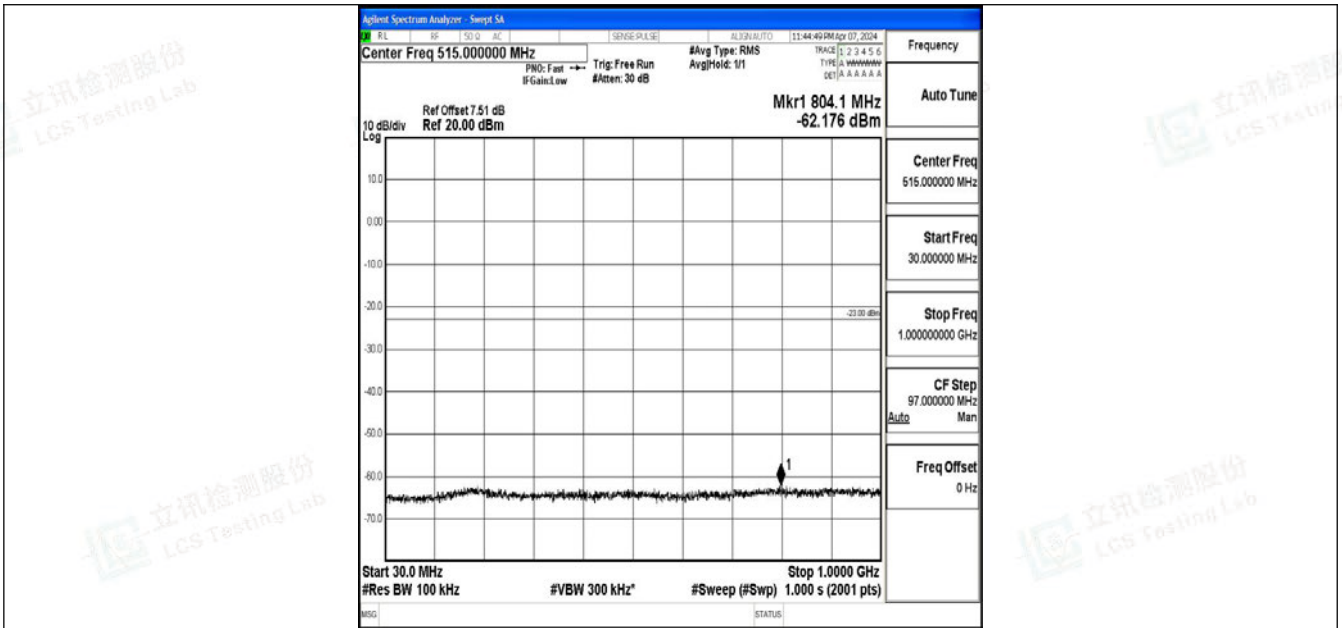 Agilent Spectrum Analyzer - Swept SA
RL RF 50 Ω AC SENSE:PULSE ALIGNAUTO 11:44:49 PM Apr 07, 2024
Center Freq 515.000000 MHz
PNO: Fast
IFGain:Low
Trig: Free Run
#Atten: 30 dB
#Avg Type: RMS
Avg|Hold: 1/1
TRACE 1 2 3 4 5 6
TYPE A WWWWW
DET A A A A A A
Mkr1 804.1 MHz
-62.176 dBm
Ref Offset 7.51 dB
10 dB/div Ref 20.00 dBm
Log
10.0
0.00
-10.0
-20.0
-23.00 dBm
-30.0
-40.0
-50.0
1
-60.0
-70.0
Start 30.0 MHz Stop 1.0000 GHz
#Res BW 100 kHz #VBW 300 kHz* #Sweep (#Swp) 1.000 s (2001 pts)
MSG STATUS
Frequency
Auto Tune
Center Freq
515.000000 MHz
Start Freq
30.000000 MHz
Stop Freq
1.000000000 GHz
CF Step
97.000000 MHz
Auto Man
Freq Offset
0 Hz
立讯检测股份
LCS Testing Lab
立讯检测股份
LCS Testing
立讯检测股份
LCS Testing Lab
立讯检测股份
LCS Testing Lab